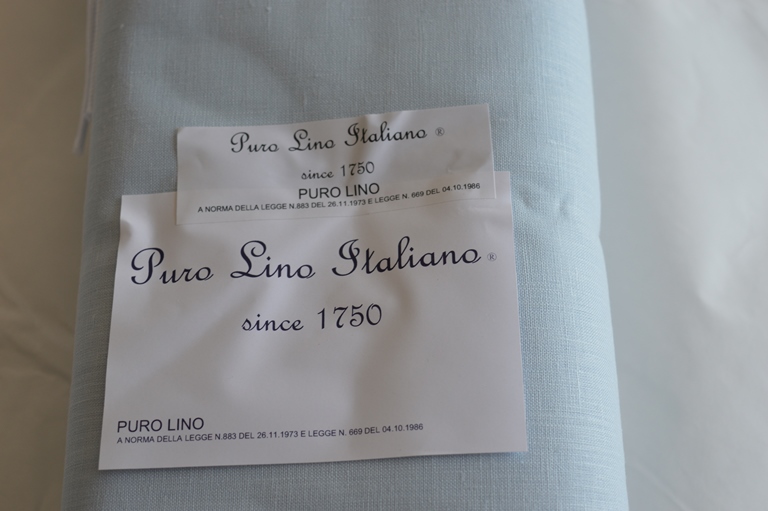 Puro Lino Italiano ®
since 1750
PURO LINO
A NORMA DELLA LEGGE N.883 DEL 26.11.1973 E LEGGE N. 669 DEL 04.10.1986
Puro Lino Italiano ®
since 1750
PURO LINO
A NORMA DELLA LEGGE N.883 DEL 26.11.1973 E LEGGE N. 669 DEL 04.10.1986